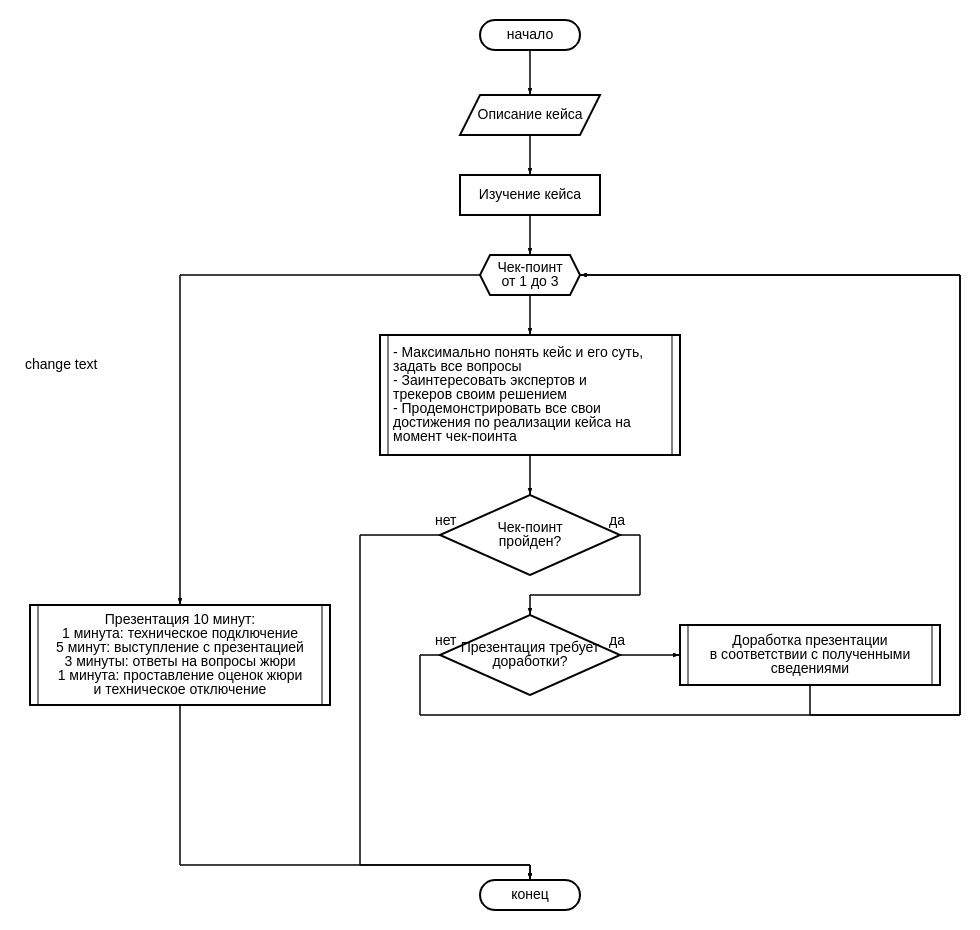 начало
Описание кейса
Изучение кейса
Чек-поинт
от 1 до 3
change text
- Максимально понять кейс и его суть,
задать все вопросы
- Заинтересовать экспертов и
трекеров своим решением
- Продемонстрировать все свои
достижения по реализации кейса на
момент чек-поинта
нет
да
Чек-поинт
пройден?
Презентация 10 минут:
1 минута: техническое подключение
5 минут: выступление с презентацией
3 минуты: ответы на вопросы жюри
1 минута: проставление оценок жюри
и техническое отключение
нет
да
Презентация требует
доработки?
Доработка презентации
в соответствии с полученными
сведениями
конец